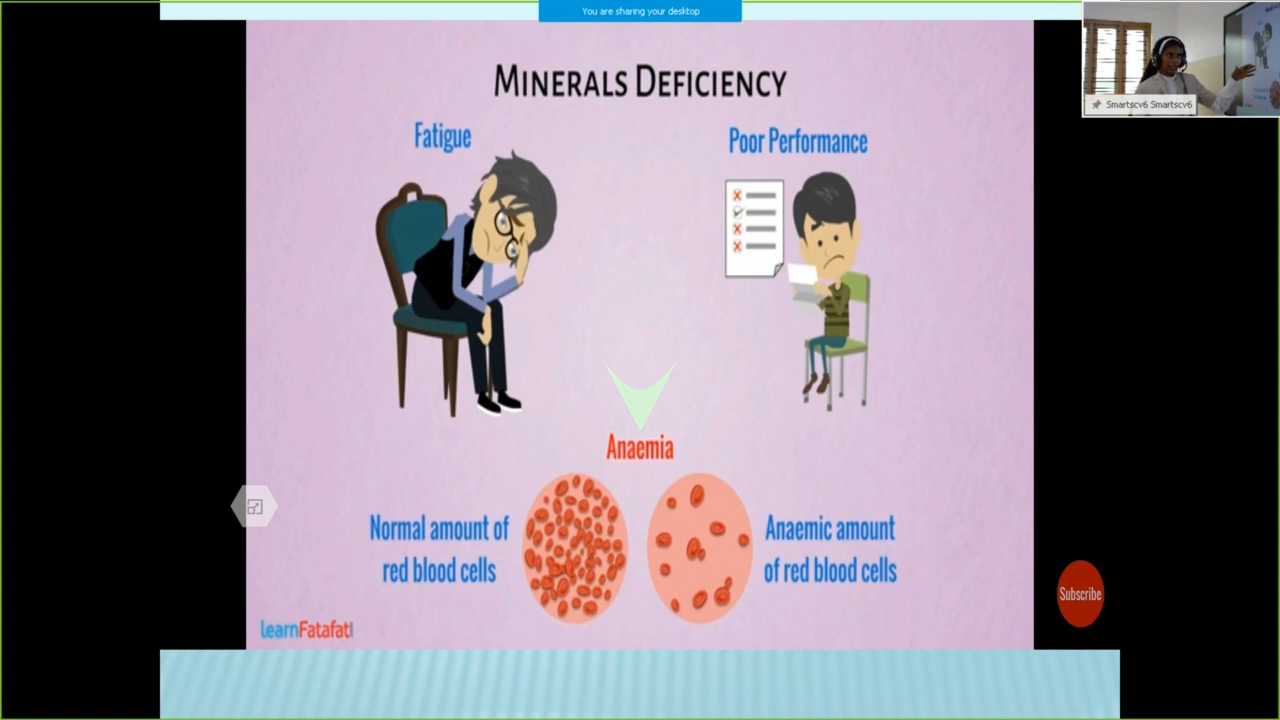 You are sharing your desktop
MINERALS DEFICIENCY
Fatigue
Poor Performance
Anaemia
Normal amount of
red blood cells
Anaemic amount
of red blood cells
learnFatafat
Subscribe
Smartscv6 Smartscv6